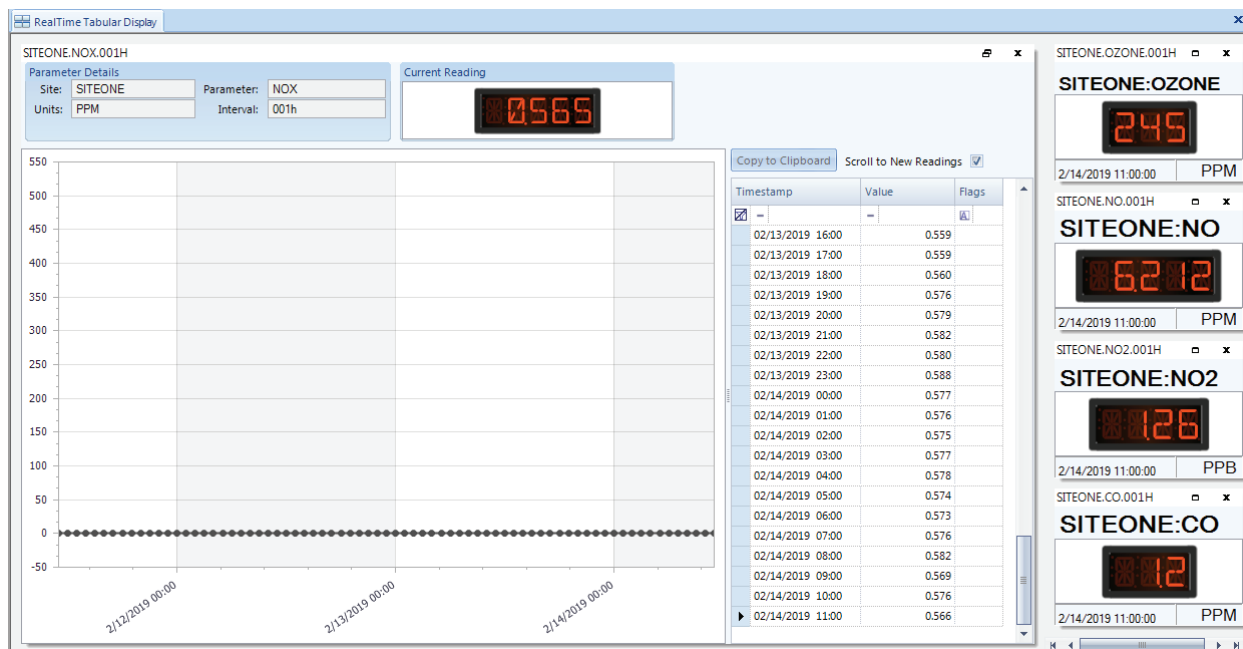 RealTime Tabular Display
SITEONE.NOX.001H
Parameter Details
Site: SITEONE Parameter: NOX
Units: PPM Interval: 001h
Current Reading
0.565
550
500
450
400
350
300
250
200
150
100
50
0
-50
2/12/2019 00:00
2/13/2019 00:00
2/14/2019 00:00
Copy to Clipboard Scroll to New Readings
Timestamp Value Flags
02/13/2019 16:00 0.559
02/13/2019 17:00 0.559
02/13/2019 18:00 0.560
02/13/2019 19:00 0.576
02/13/2019 20:00 0.579
02/13/2019 21:00 0.582
02/13/2019 22:00 0.580
02/13/2019 23:00 0.588
02/14/2019 00:00 0.577
02/14/2019 01:00 0.576
02/14/2019 02:00 0.575
02/14/2019 03:00 0.577
02/14/2019 04:00 0.578
02/14/2019 05:00 0.574
02/14/2019 06:00 0.573
02/14/2019 07:00 0.576
02/14/2019 08:00 0.582
02/14/2019 09:00 0.569
02/14/2019 10:00 0.576
02/14/2019 11:00 0.566
SITEONE.OZONE.001H
SITEONE:OZONE
245
2/14/2019 11:00:00 PPM
SITEONE.NO.001H
SITEONE:NO
6.212
2/14/2019 11:00:00 PPM
SITEONE.NO2.001H
SITEONE:NO2
1.26
2/14/2019 11:00:00 PPB
SITEONE.CO.001H
SITEONE:CO
1.2
2/14/2019 11:00:00 PPM